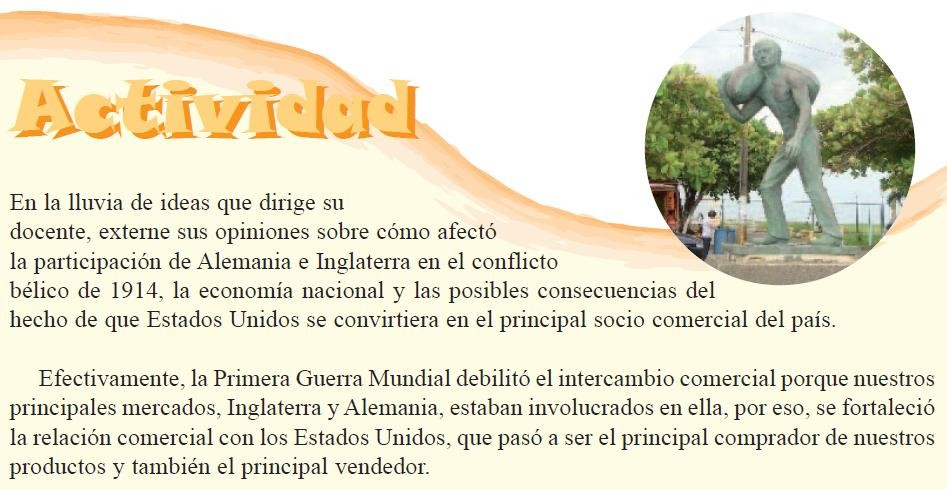 Actividad
En la lluvia de ideas que dirige su
docente, externe sus opiniones sobre cómo afectó
la participación de Alemania e Inglaterra en el conflicto
bélico de 1914, la economía nacional y las posibles consecuencias del
hecho de que Estados Unidos se convirtiera en el principal socio comercial del país.
Efectivamente, la Primera Guerra Mundial debilitó el intercambio comercial porque nuestros
principales mercados, Inglaterra y Alemania, estaban involucrados en ella, por eso, se fortaleció
la relación comercial con los Estados Unidos, que pasó a ser el principal comprador de nuestros
productos y también el principal vendedor.